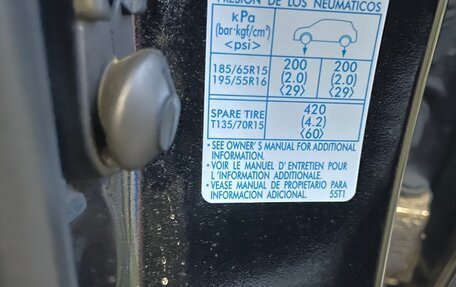 PRESIÓN DE LOS NEUMÁTICOS
kPa
(bar·kgf/cm²)
<psi>
185/65R15
195/55R16
200
(2.0)
<29>
200
(2.0)
<29>
SPARE TIRE
T135/70R15
420
(4.2)
<60>
• SEE OWNER'S MANUAL FOR ADDITIONAL
INFORMATION.
• VOIR LE MANUEL D'ENTRETIEN POUR
L'INFORMATION ADDITIONALE.
• VEASE MANUAL DE PROPIETARIO PARA
INFORMACIÓN ADICIONAL. 55T1